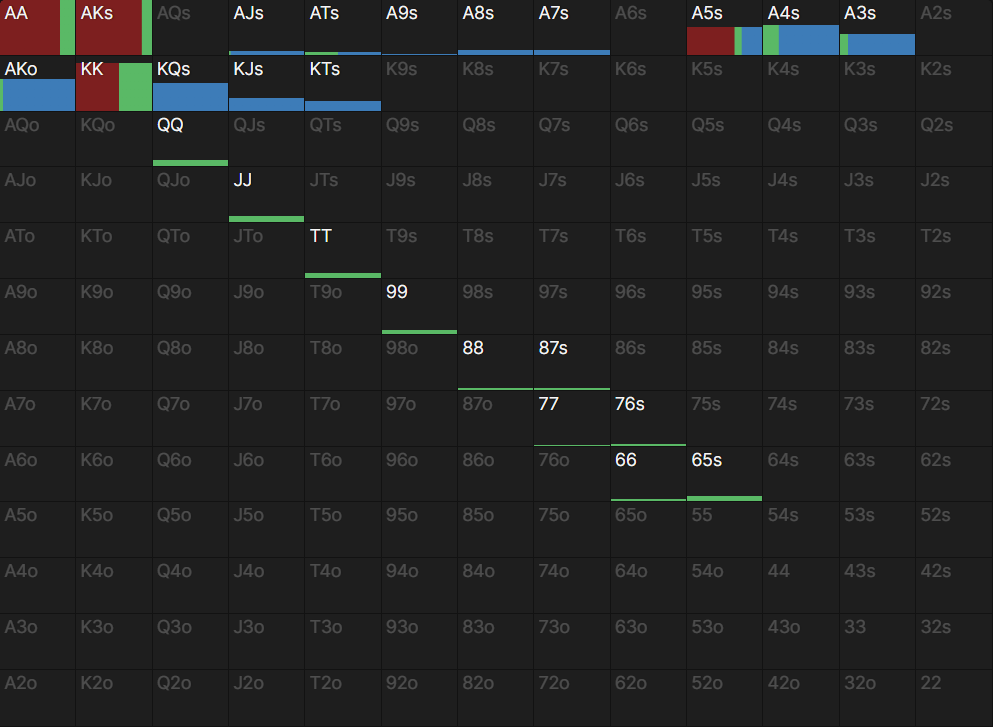 AA AKs AQs AJs ATs A9s A8s A7s A6s A5s A4s A3s A2s
AKo KK KQs KJs KTs K9s K8s K7s K6s K5s K4s K3s K2s
AQo KQo QQ QJs QTs Q9s Q8s Q7s Q6s Q5s Q4s Q3s Q2s
AJo KJo QJo JJ JTs J9s J8s J7s J6s J5s J4s J3s J2s
ATo KTo QTo JTo TT T9s T8s T7s T6s T5s T4s T3s T2s
A9o K9o Q9o J9o T9o 99 98s 97s 96s 95s 94s 93s 92s
A8o K8o Q8o J8o T8o 98o 88 87s 86s 85s 84s 83s 82s
A7o K7o Q7o J7o T7o 97o 87o 77 76s 75s 74s 73s 72s
A6o K6o Q6o J6o T6o 96o 86o 76o 66 65s 64s 63s 62s
A5o K5o Q5o J5o T5o 95o 85o 75o 65o 55 54s 53s 52s
A4o K4o Q4o J4o T4o 94o 84o 74o 64o 54o 44 43s 42s
A3o K3o Q3o J3o T3o 93o 83o 73o 63o 53o 43o 33 32s
A2o K2o Q2o J2o T2o 92o 82o 72o 62o 52o 42o 32o 22